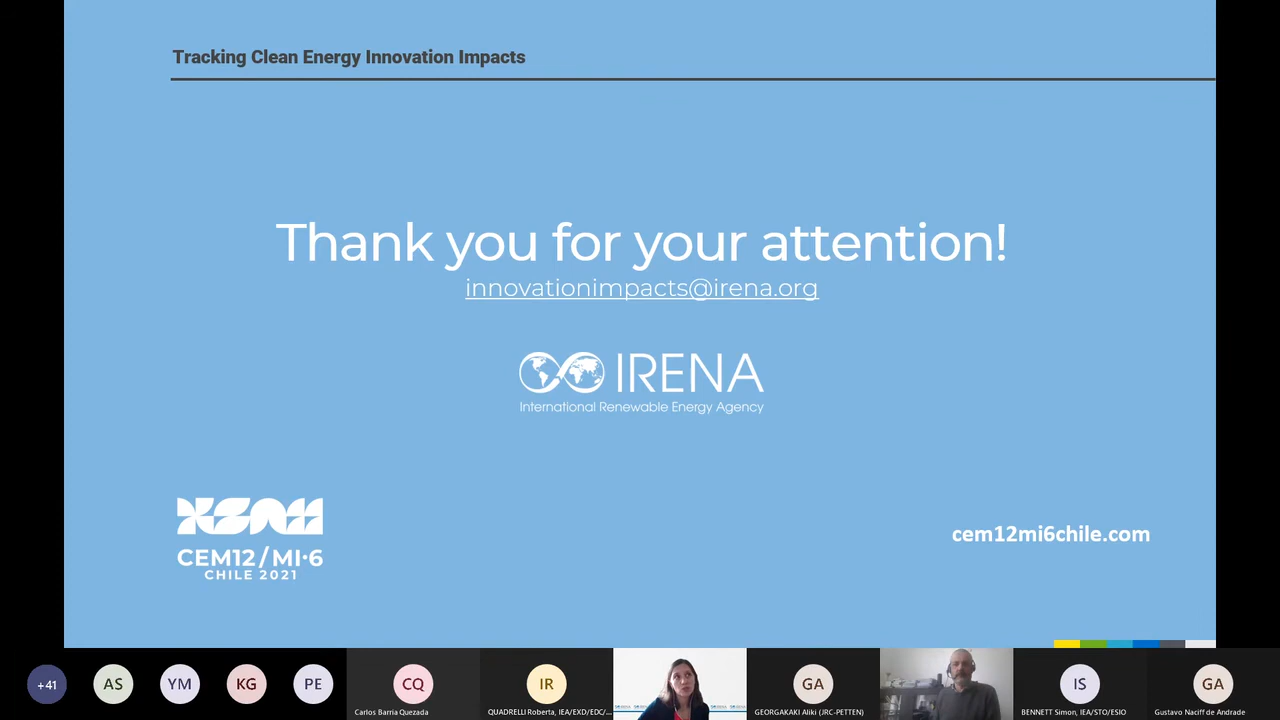 Tracking Clean Energy Innovation Impacts
Thank you for your attention!
innovationimpacts@irena.org
IRENA
International Renewable Energy Agency
CEM12/MI·6
CHILE 2021
cem12mi6chile.com
+41
AS
YM
KG
PE
CQ
Carlos Barria Quezada
IR
QUADRELLI Roberta, IEA/EXD/EDC/...
GA
GEORGAKAKI Aliki (JRC-PETTEN)
IS
BENNETT Simon, IEA/STO/ESIO
GA
Gustavo Naciff de Andrade